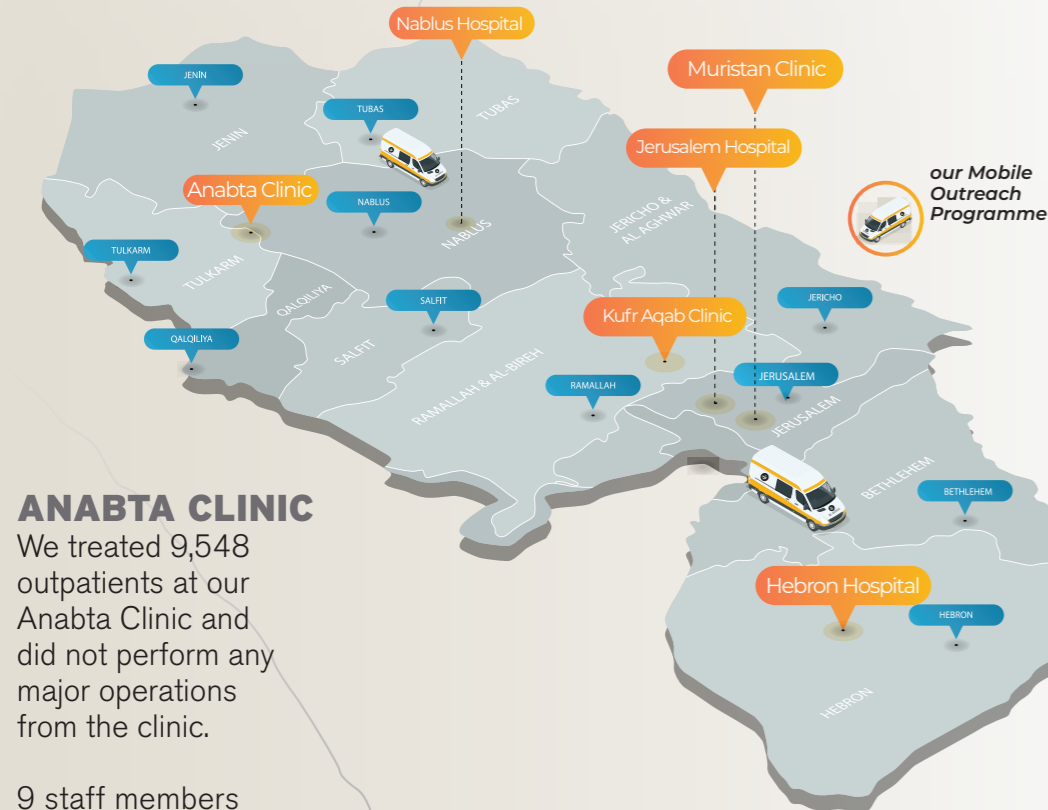 Nablus Hospital
Muristan Clinic
JENIN
TUBAS
TUBAS
JENIN
Jerusalem Hospital
our Mobile
Outreach
Programme
Anabta Clinic
NABLUS
NABLUS
JERICHO &
AL AGHWAR
TULKARM
TULKARM
QALQILIYA
SALFIT
JERICHO
Kufr Aqab Clinic
QALQILIYA
SALFIT
RAMALLAH & AL-BIREH
RAMALLAH
JERUSALEM
JERUSALEM
BETHLEHEM
BETHLEHEM
ANABTA CLINIC
We treated 9,548
outpatients at our
Anabta Clinic and
did not perform any
major operations
from the clinic.
Hebron Hospital
HEBRON
HEBRON
9 staff members